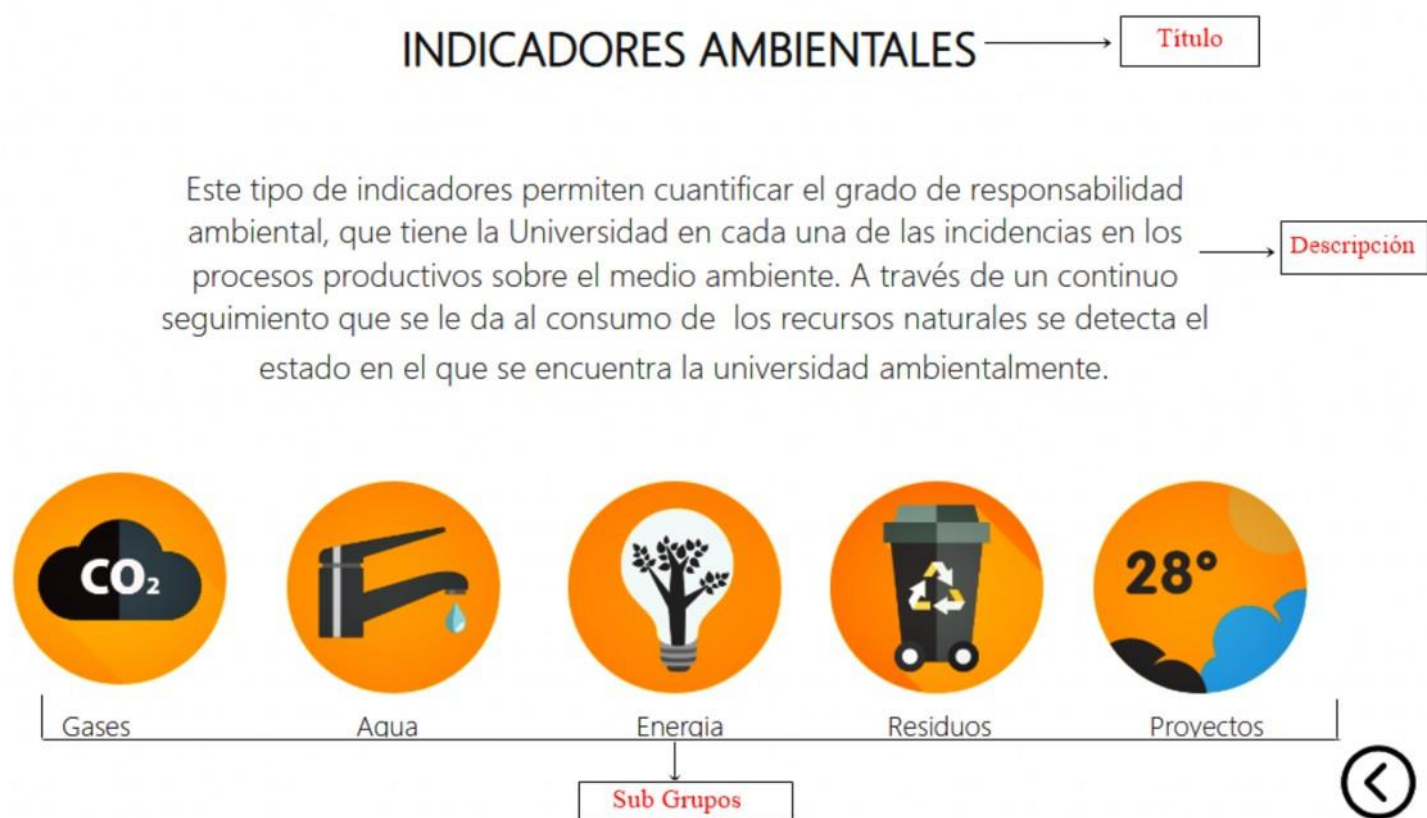 INDICADORES AMBIENTALES
Título
Este tipo de indicadores permiten cuantificar el grado de responsabilidad
ambiental, que tiene la Universidad en cada una de las incidencias en los
procesos productivos sobre el medio ambiente. A través de un continuo
seguimiento que se le da al consumo de  los recursos naturales se detecta el
estado en el que se encuentra la universidad ambientalmente.
Descripción
CO₂
28°
Gases Agua Energia Residuos Proyectos
Sub Grupos